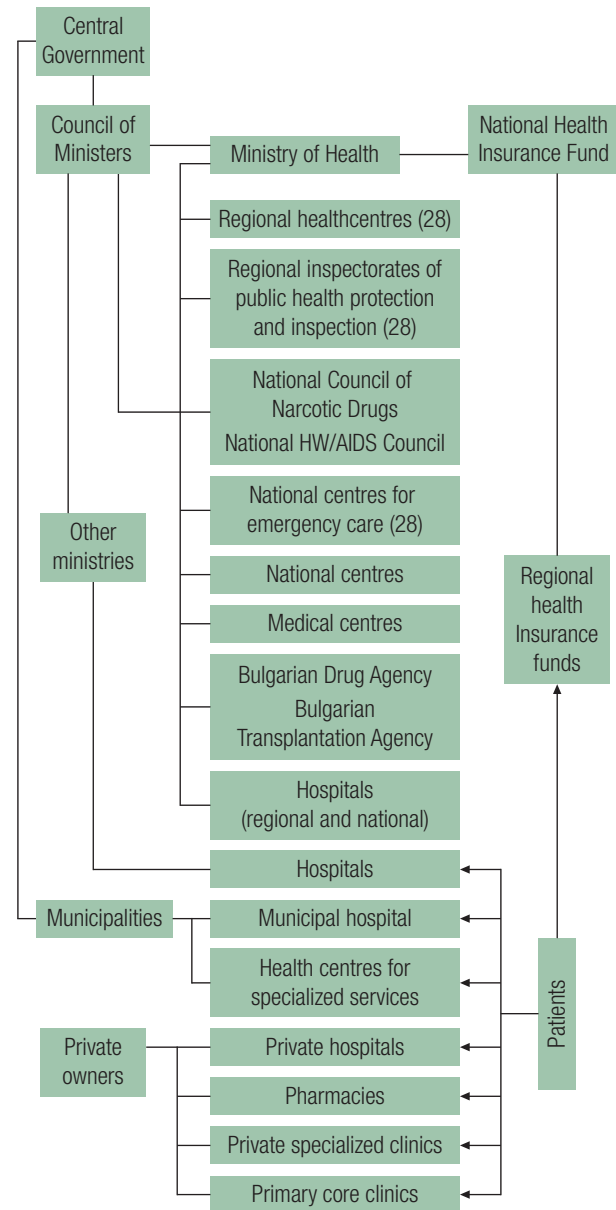 Central
Government
Council of
Ministers
Ministry of Health
National Health
Insurance Fund
Regional healthcentres (28)
Regional inspectorates of
public health protection
and inspection (28)
National Council of
Narcotic Drugs
National HW/AIDS Council
National centres for
emergency care (28)
Other
ministries
National centres
Regional
health
Insurance
funds
Medical centres
Bulgarian Drug Agency
Bulgarian
Transplantation Agency
Hospitals
(regional and national)
Hospitals
Municipalities
Municipal hospital
Health centres for
specialized services
Patients
Private
owners
Private hospitals
Pharmacies
Private specialized clinics
Primary core clinics